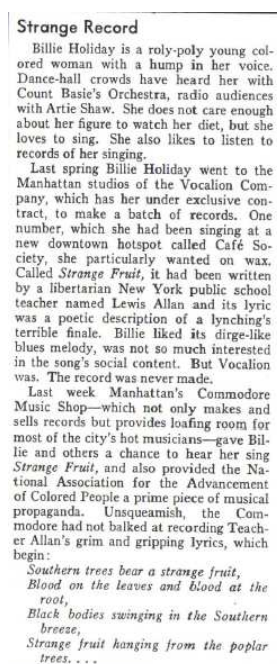 Strange Record
Billie Holiday is a roly-poly young col-
ored woman with a hump in her voice.
Dance-hall crowds have heard her with
Count Basie's Orchestra, radio audiences
with Artie Shaw. She does not care enough
about her figure to watch her diet, but she
loves to sing. She also likes to listen to
records of her singing.
Last spring Billie Holiday went to the
Manhattan studios of the Vocalion Com-
pany, which has her under exclusive con-
tract, to make a batch of records. One
number, which she had been singing at a
new downtown hotspot called Café So-
ciety, she particularly wanted on wax.
Called Strange Fruit, it had been written
by a libertarian New York public school
teacher named Lewis Allan and its lyric
was a poetic description of a lynching's
terrible finale. Billie liked its dirge-like
blues melody, was not so much interested
in the song's social content. But Vocalion
was. The record was never made.
Last week Manhattan's Commodore
Music Shop—which not only makes and
sells records but provides loafing room for
most of the city's hot musicians—gave Bil-
lie and others a chance to hear her sing
Strange Fruit, and also provided the Na-
tional Association for the Advancement
of Colored People a prime piece of musical
propaganda. Unsqueamish, the Com-
modore had not balked at recording Teach-
er Allan's grim and gripping lyrics, which
begin:
Southern trees bear a strange fruit,
Blood on the leaves and blood at the
root,
Black bodies swinging in the Southern
breeze,
Strange fruit hanging from the poplar
trees. . . .